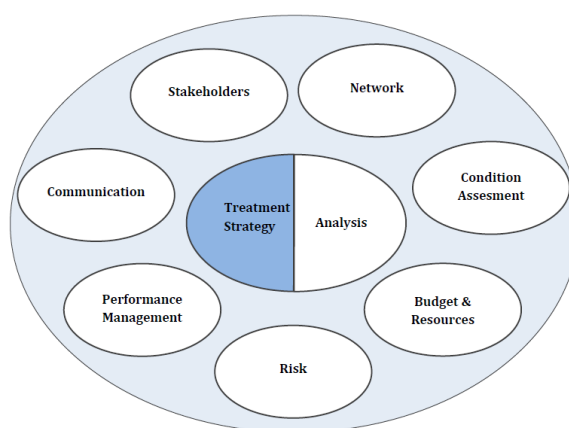 Stakeholders
Network
Communication
Condition
Assesment
Treatment
Strategy
Analysis
Performance
Management
Budget &
Resources
Risk